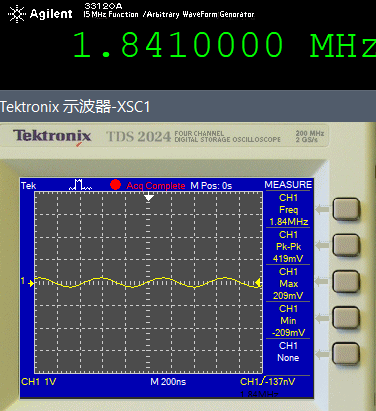 Agilent
33120A
15 MHz Function / Arbitrary WaveForm Generator
1.8410000 MHz
Tektronix 示波器-XSC1
Tektronix TDS 2024 FOUR CHANNEL DIGITAL STORAGE OSCILLOSCOPE
200 MHz
2 GS/s
Tek Acq Complete M Pos: 0s MEASURE
CH1
Freq
1.84MHz
CH1
Pk-Pk
419mV
CH1
Max
209mV
CH1
Min
-209mV
CH1
None
1
CH1 1V M 200ns CH1 -137nV